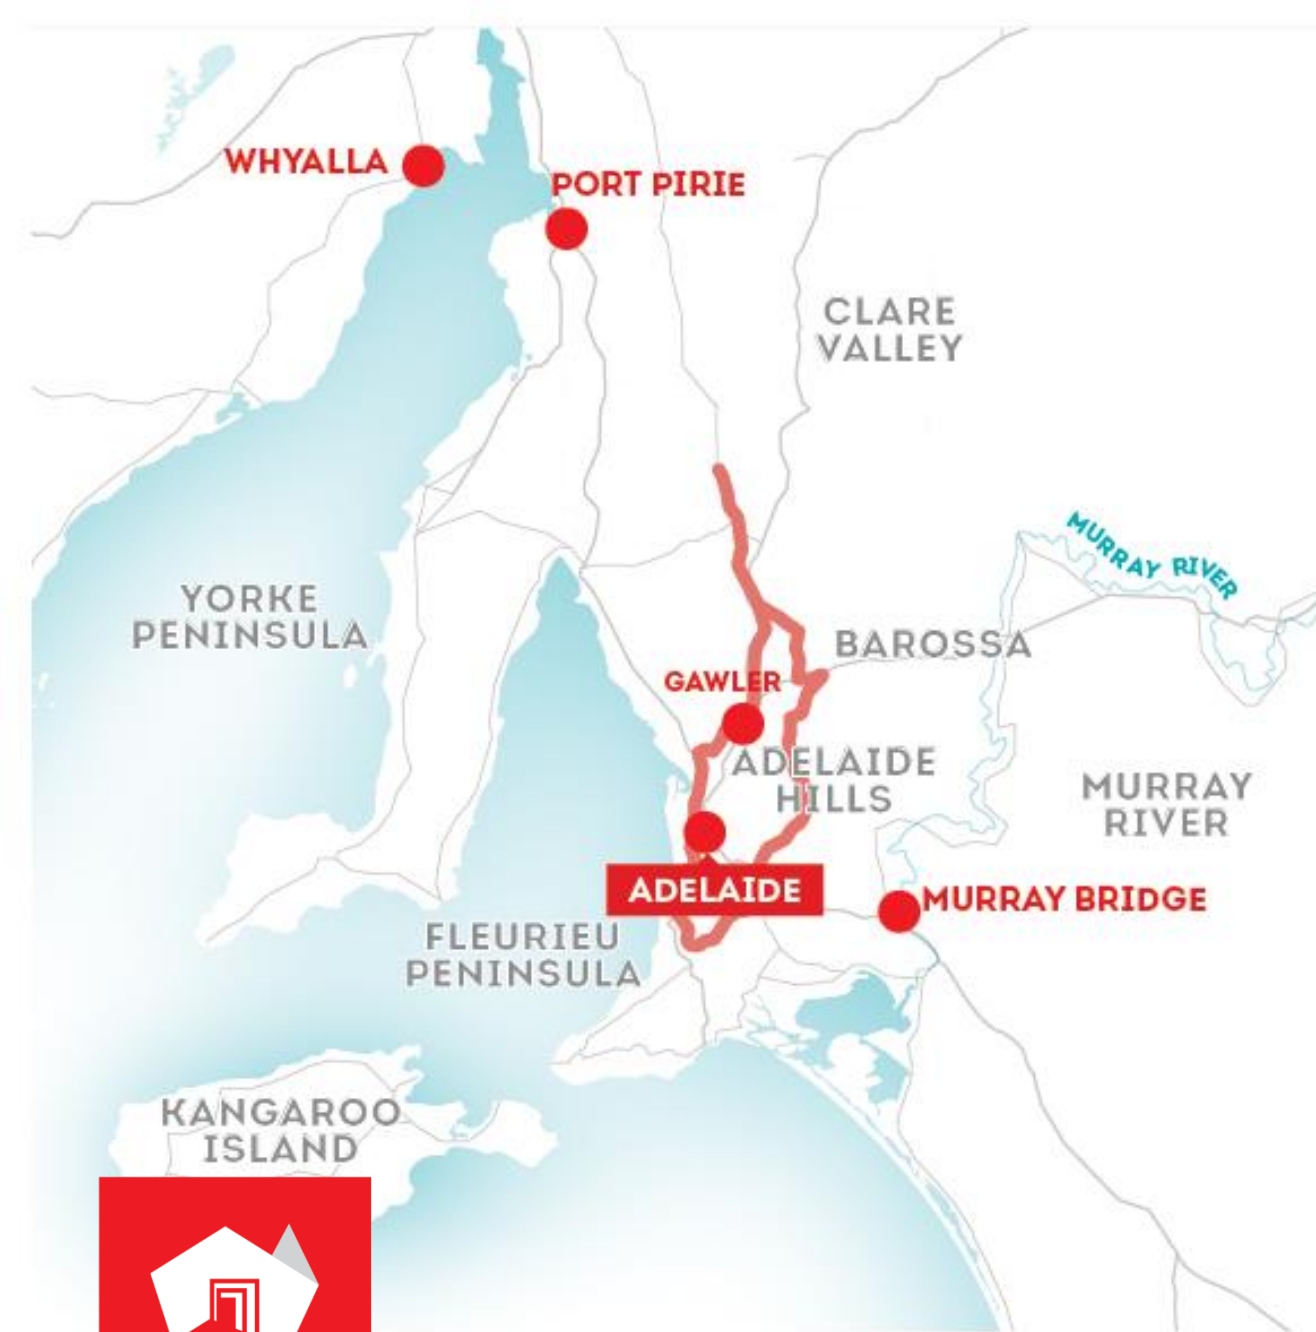 WHYALLA
PORT PIRIE
CLARE
VALLEY
MURRAY RIVER
YORKE
PENINSULA
BAROSSA
GAWLER
ADELAIDE
HILLS
MURRAY
RIVER
ADELAIDE
MURRAY BRIDGE
FLEURIEU
PENINSULA
KANGAROO
ISLAND